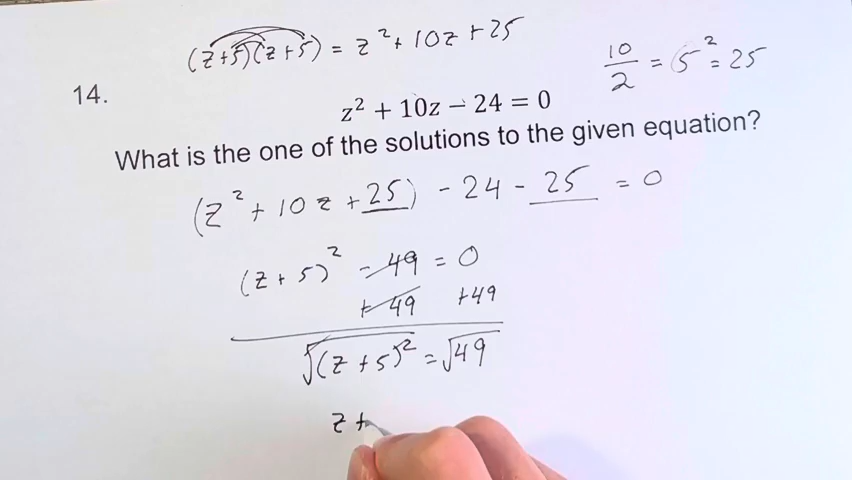 (z+5)(z+5) = z² + 10z + 25
10/2 = 5² = 25
14.
z² + 10z − 24 = 0
What is the one of the solutions to the given equation?
(z² + 10z + 25) - 24 - 25 = 0
(z + 5)² - 49 = 0
+ 49 +49
√(z + 5)² = √49
z +